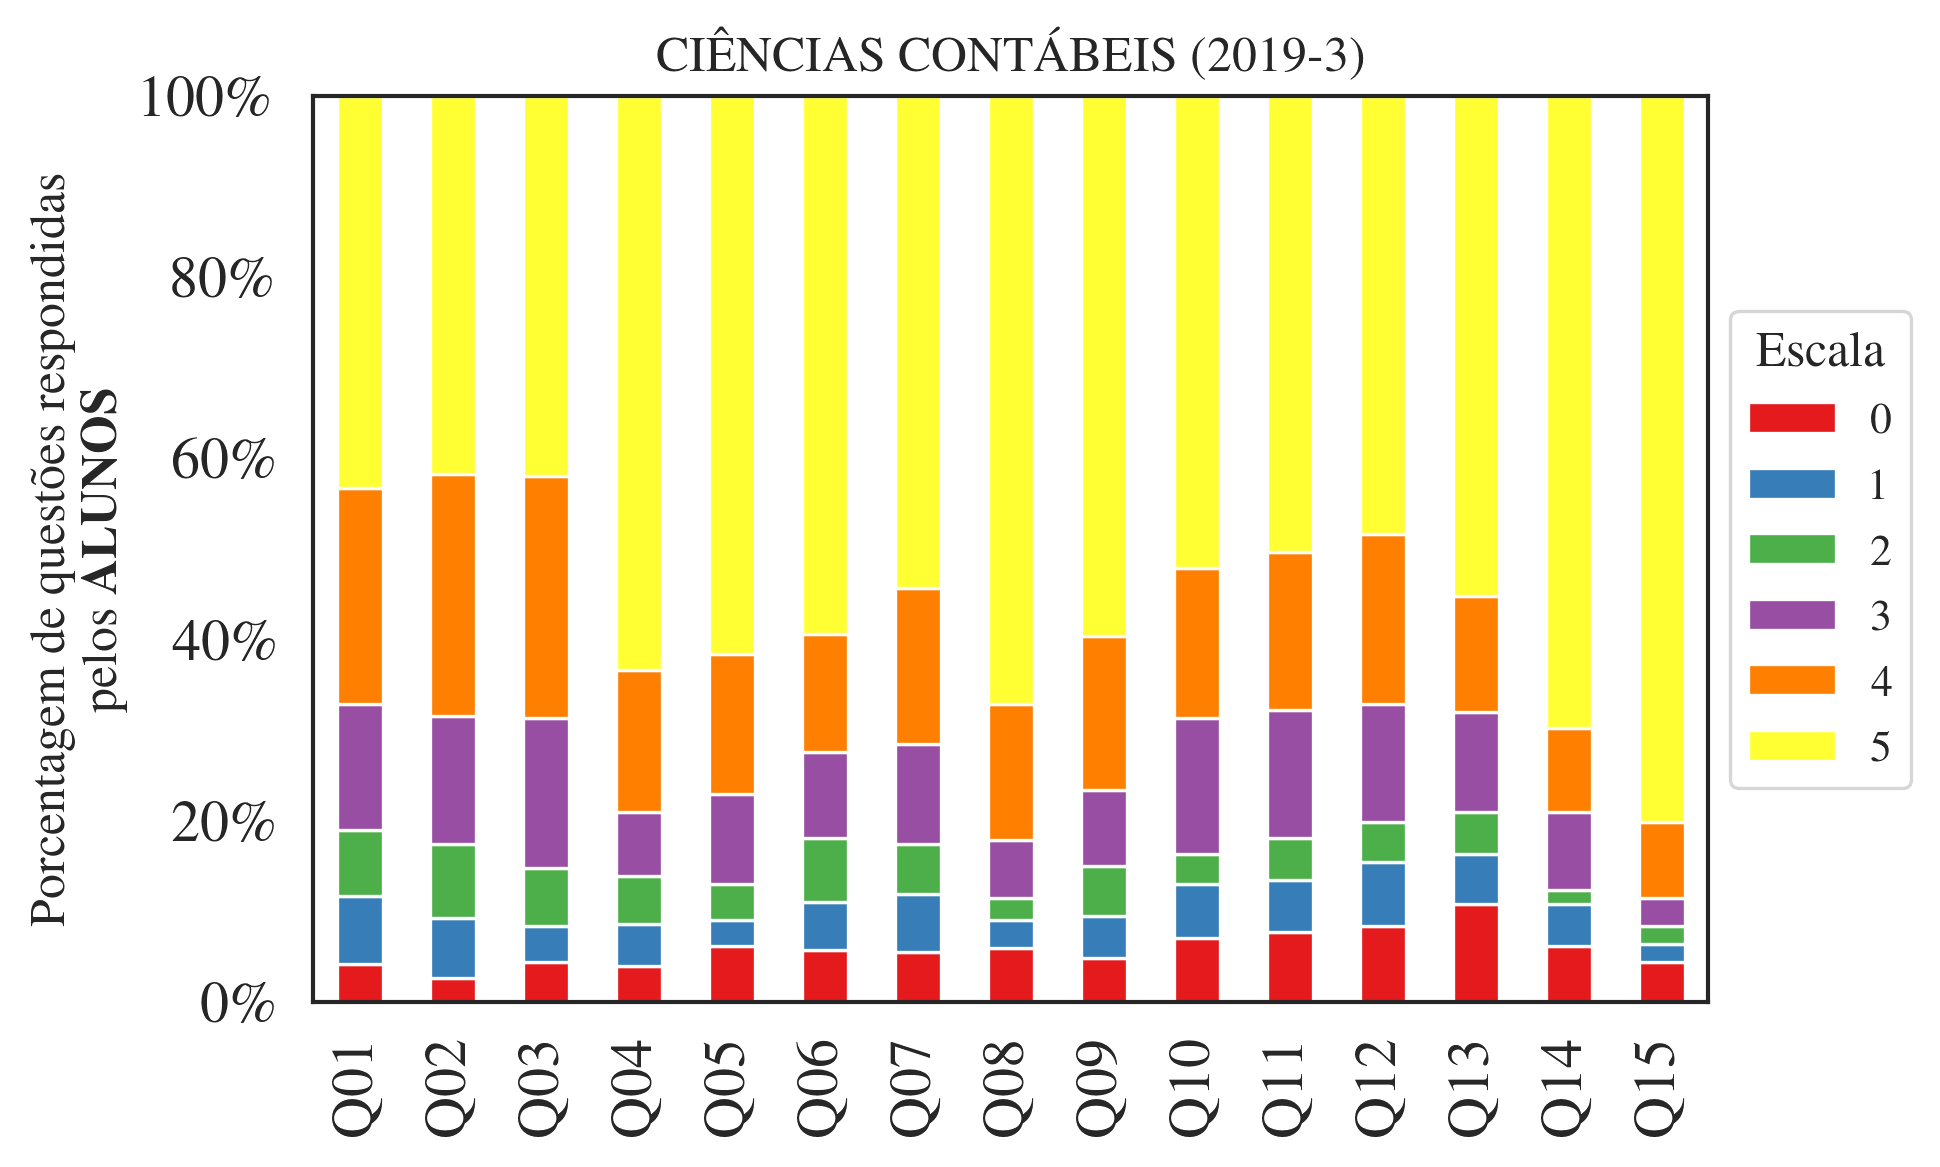 CIÊNCIAS CONTÁBEIS (2019-3)
Porcentagem de questões respondidas
pelos ALUNOS
100%
80%
60%
40%
20%
0%
Q01
Q02
Q03
Q04
Q05
Q06
Q07
Q08
Q09
Q10
Q11
Q12
Q13
Q14
Q15
Escala
0
1
2
3
4
5